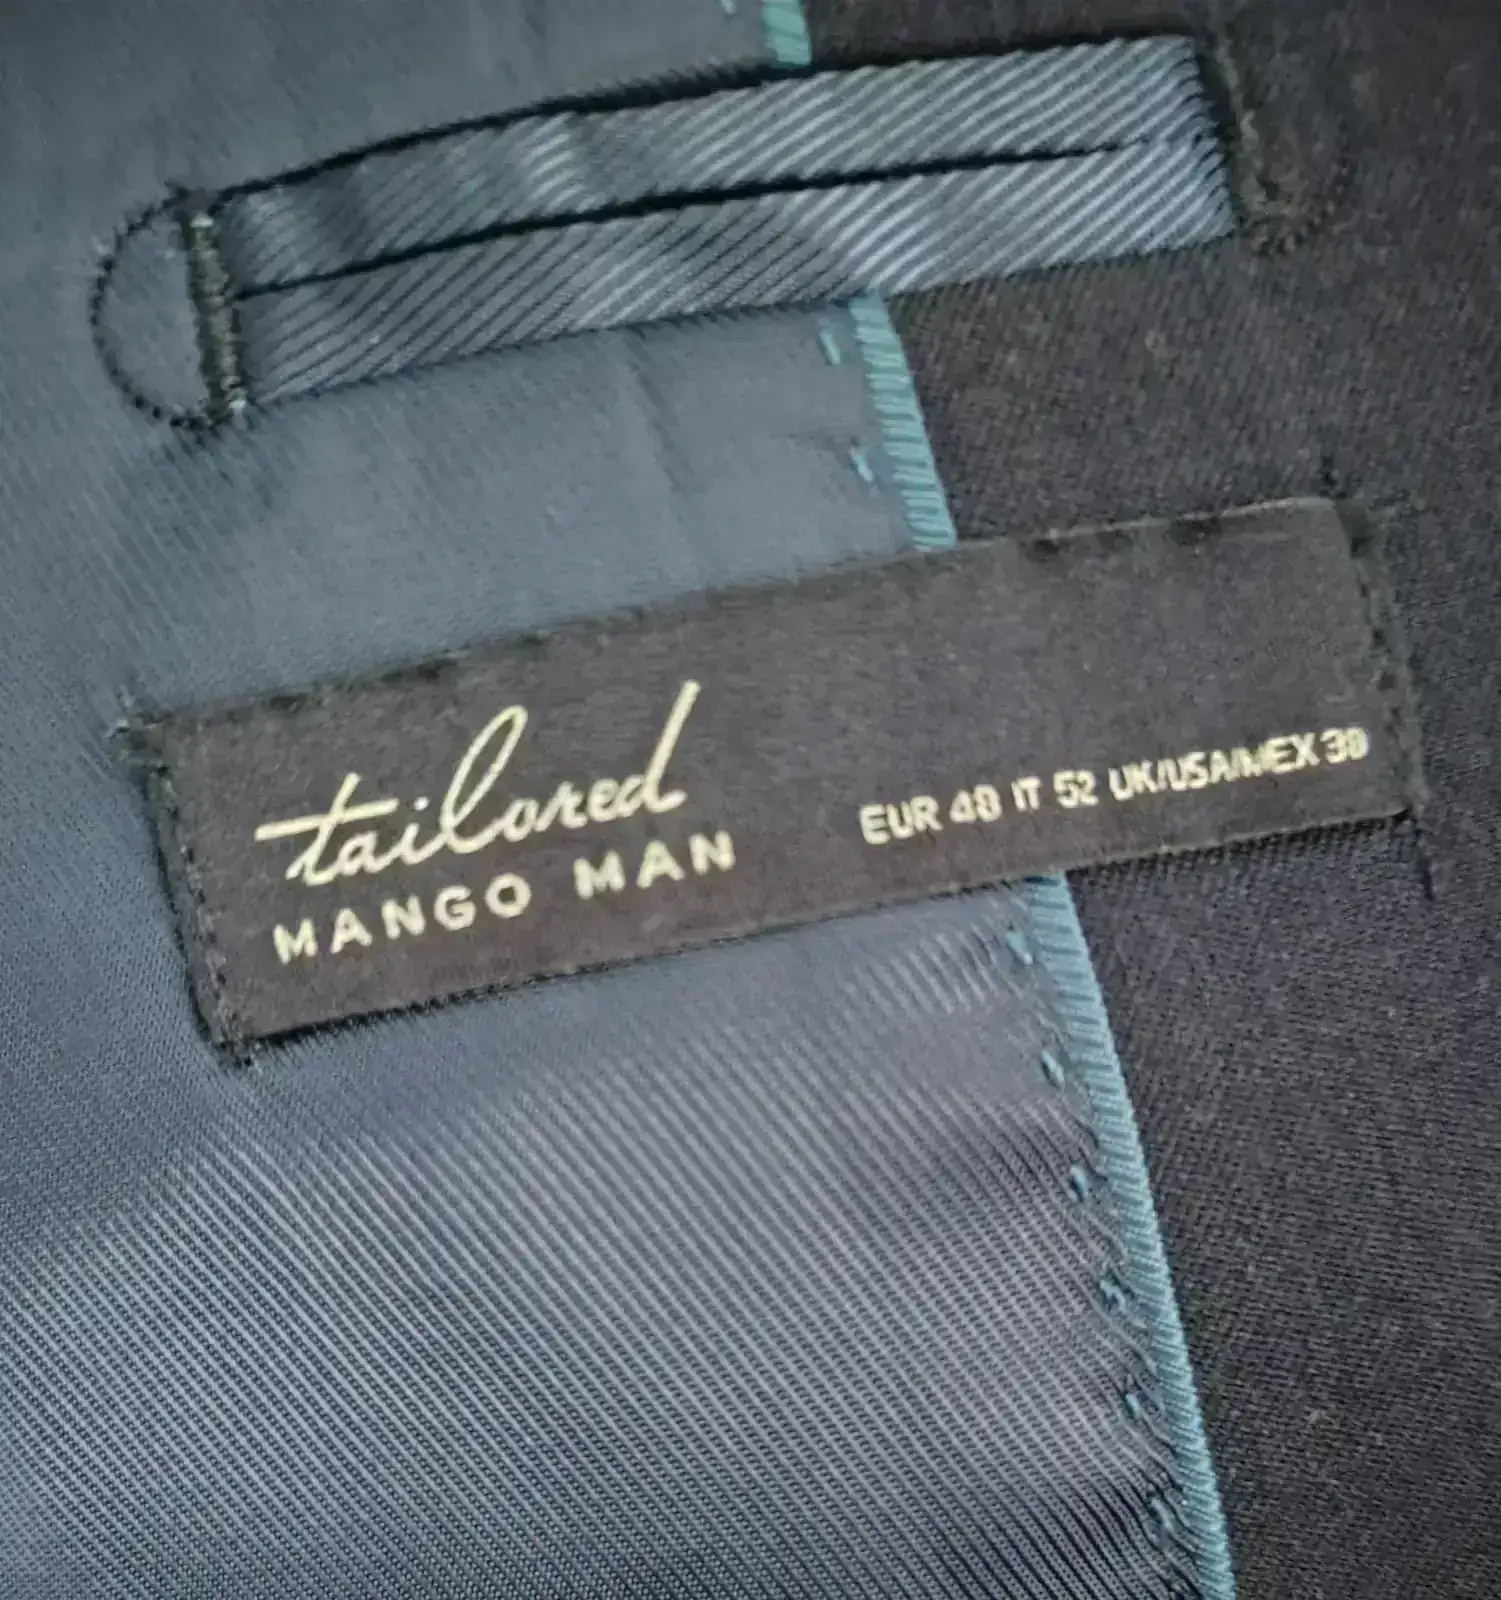 tailored
MANGO MAN
EUR 48 IT 52 UK/USA/MEX 38